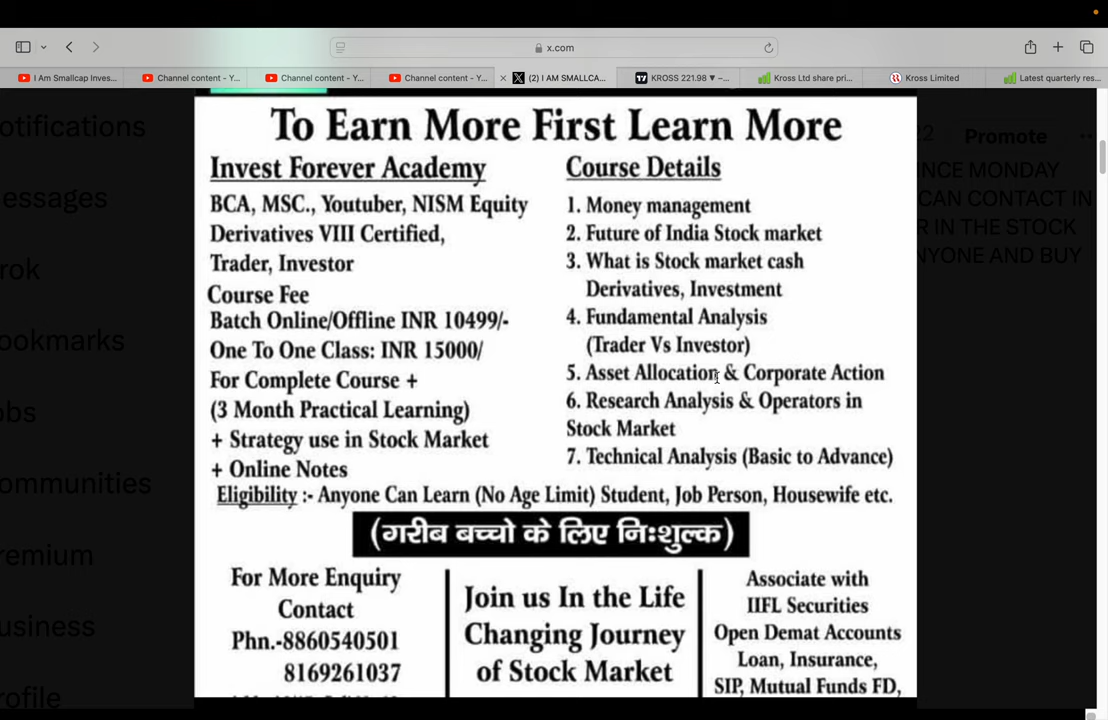 x.com
I Am Smallcap Inves...
Channel content - Y...
Channel content - Y...
Channel content - Y...
(2) I AM SMALLCA...
KROSS 221.98 ▼ –...
Kross Ltd share pri...
Kross Limited
Latest quarterly res...
otifications
essages
rok
ookmarks
obs
ommunities
remium
usiness
rofile
To Earn More First Learn More
Invest Forever Academy
BCA, MSC., Youtuber, NISM Equity
Derivatives VIII Certified,
Trader, Investor
Course Fee
Batch Online/Offline INR 10499/-
One To One Class: INR 15000/
For Complete Course +
(3 Month Practical Learning)
+ Strategy use in Stock Market
+ Online Notes
Course Details
1. Money management
2. Future of India Stock market
3. What is Stock market cash
Derivatives, Investment
4. Fundamental Analysis
(Trader Vs Investor)
5. Asset Allocation & Corporate Action
6. Research Analysis & Operators in
Stock Market
7. Technical Analysis (Basic to Advance)
Eligibility :- Anyone Can Learn (No Age Limit) Student, Job Person, Housewife etc.
(गरीब बच्चो के लिए निःशुल्क)
For More Enquiry
Contact
Phn.-8860540501
8169261037
Join us In the Life
Changing Journey
of Stock Market
Associate with
IIFL Securities
Open Demat Accounts
Loan, Insurance,
SIP, Mutual Funds FD,
22
Promote
INCE MONDAY
CAN CONTACT IN
R IN THE STOCK
NYONE AND BUY